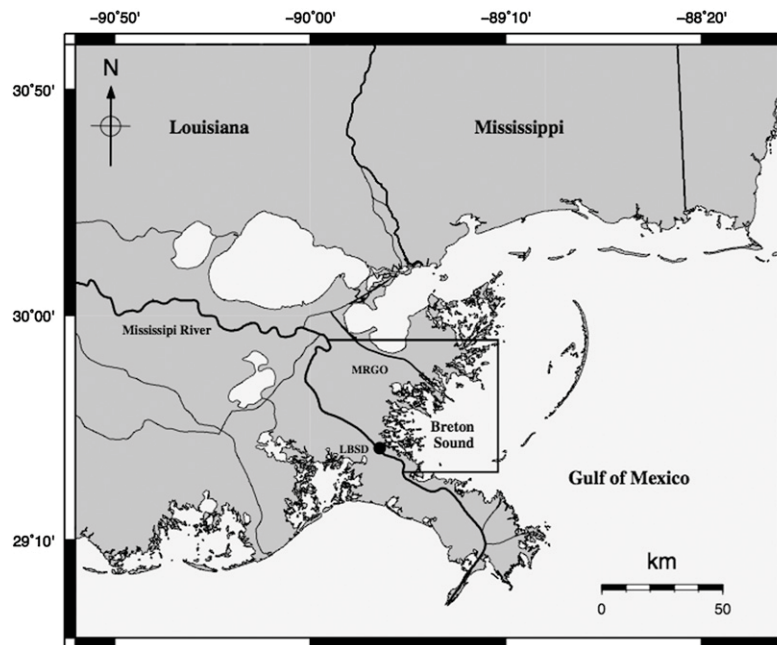 −90°50' −90°00' −89°10' −88°20'
N
30°50'
Louisiana Mississippi
30°00'
Mississipi River
MRGO
Breton
Sound
LBSD
Gulf of Mexico
29°10'
km
0 50